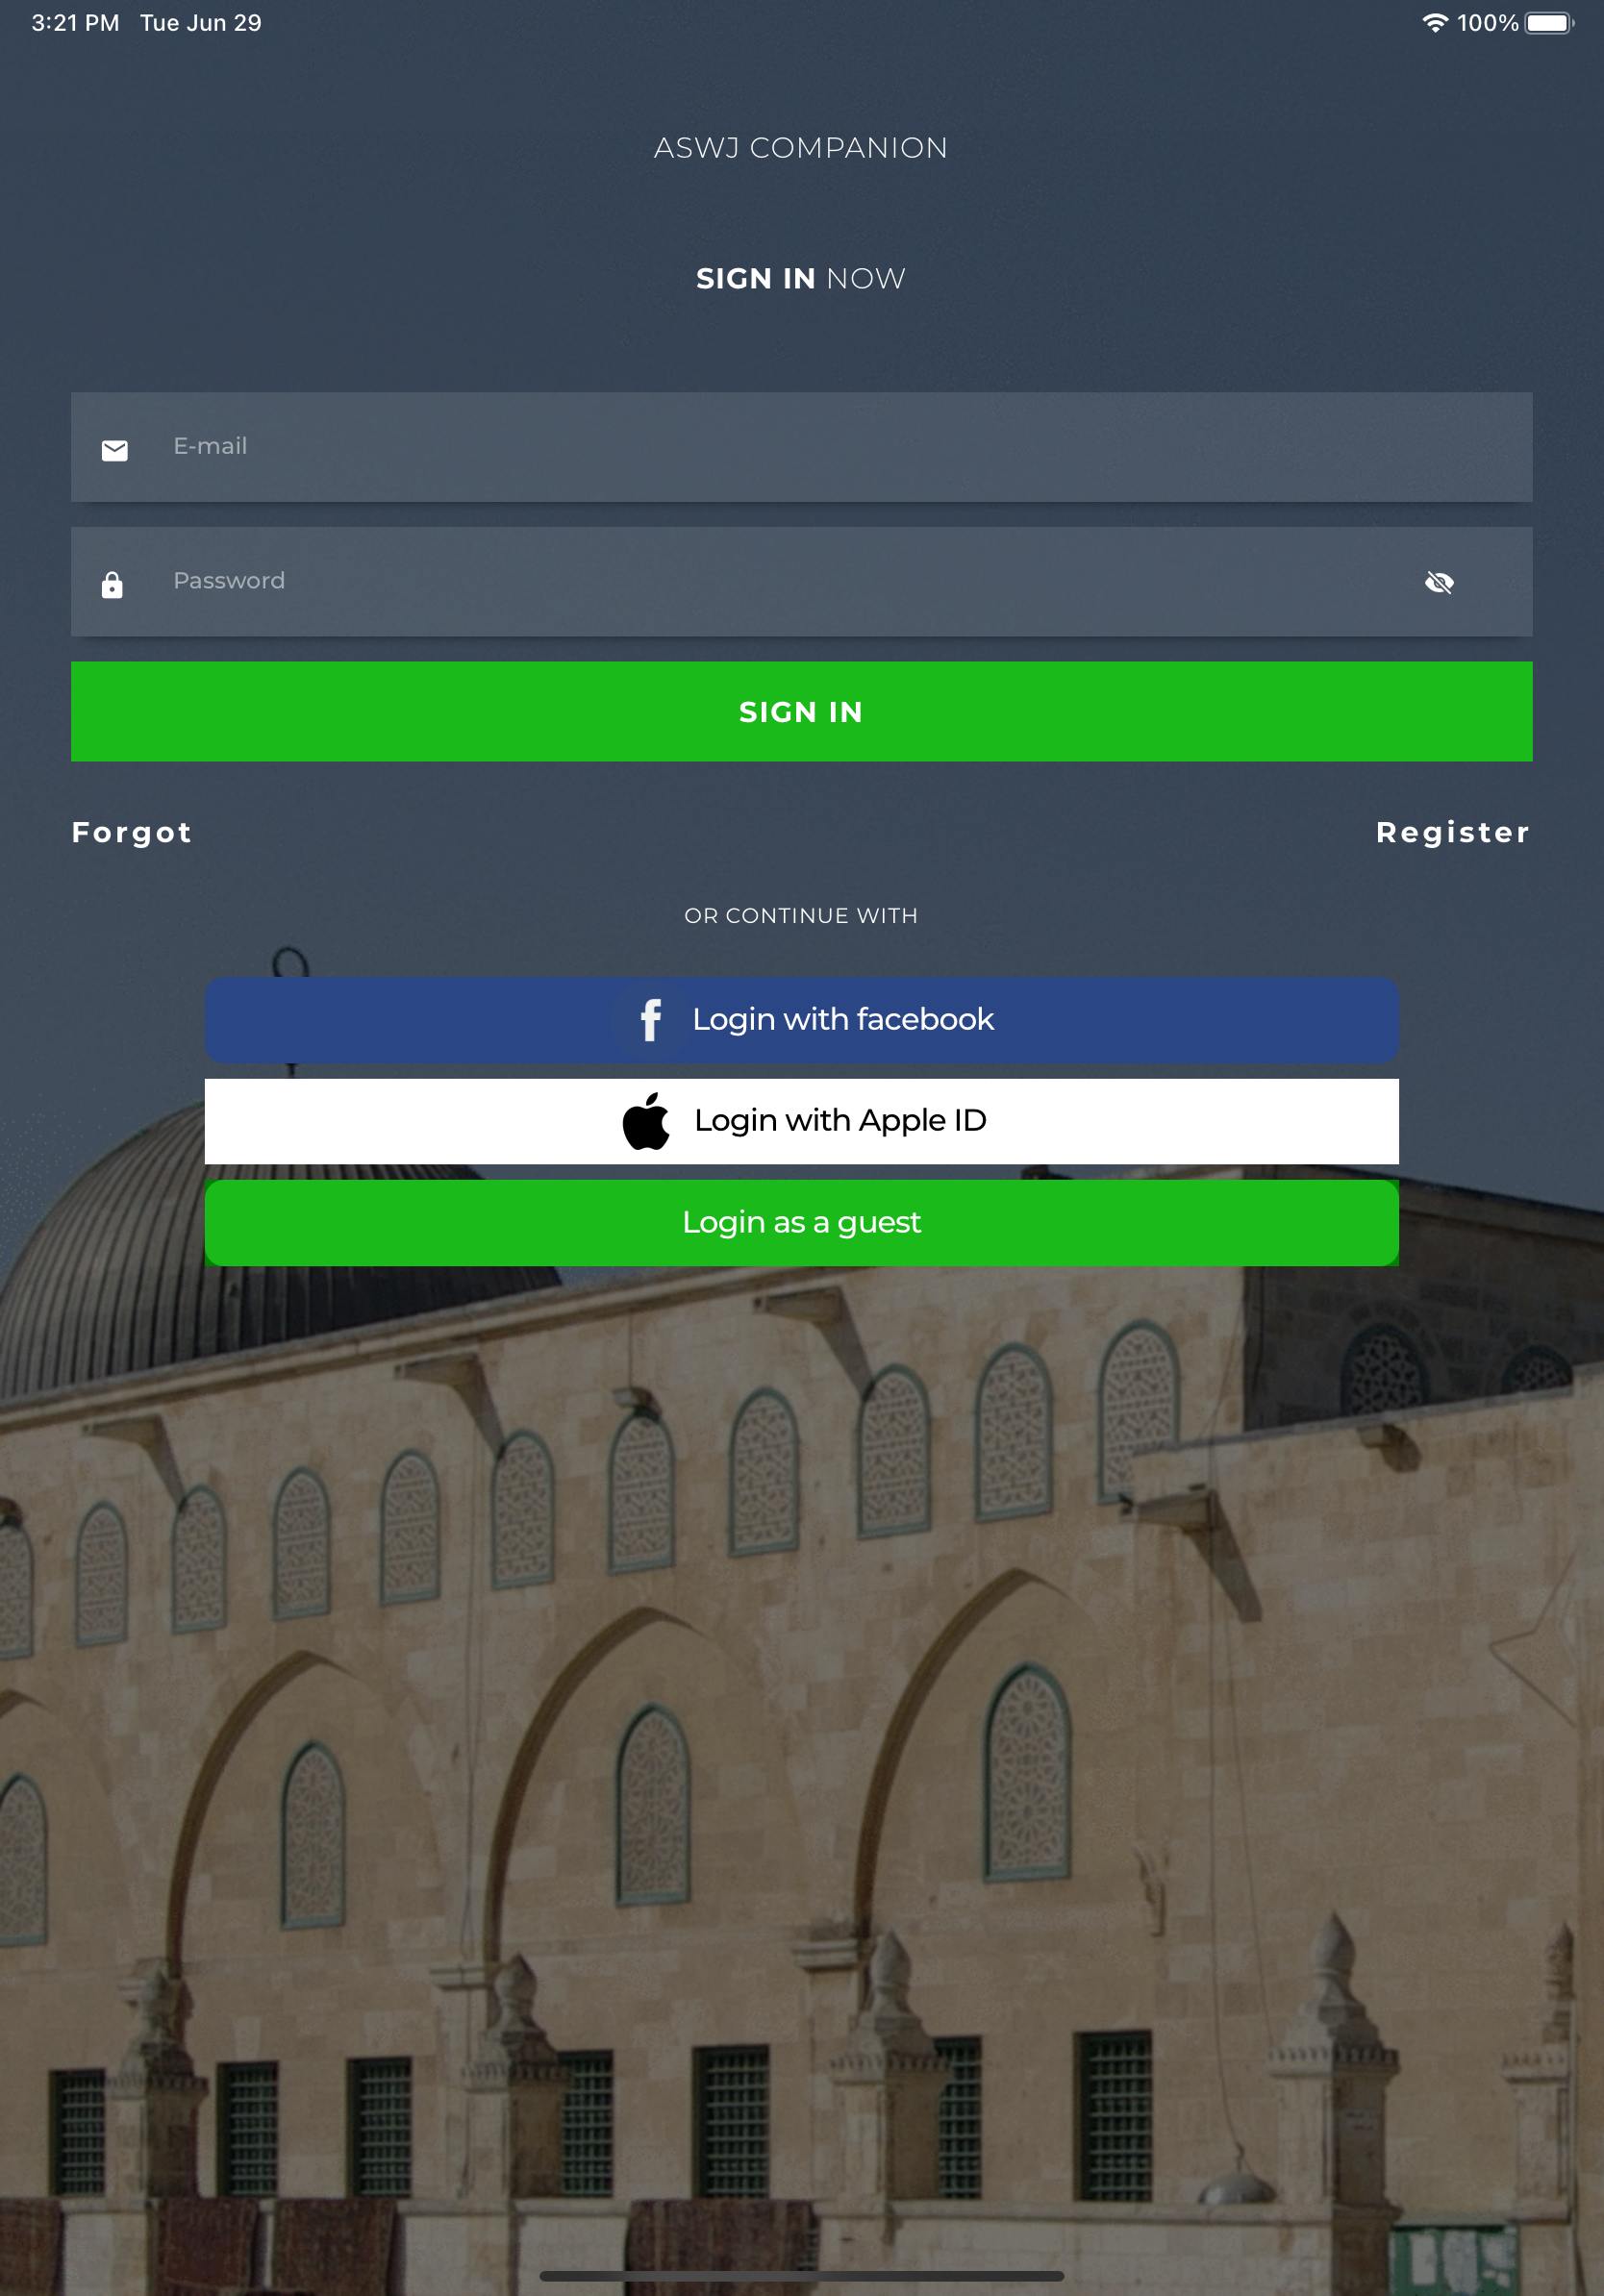 3:21 PM Tue Jun 29
100%
ASWJ COMPANION
SIGN IN NOW
E-mail
Password
SIGN IN
Forgot
Register
OR CONTINUE WITH
f Login with facebook
Login with Apple ID
Login as a guest